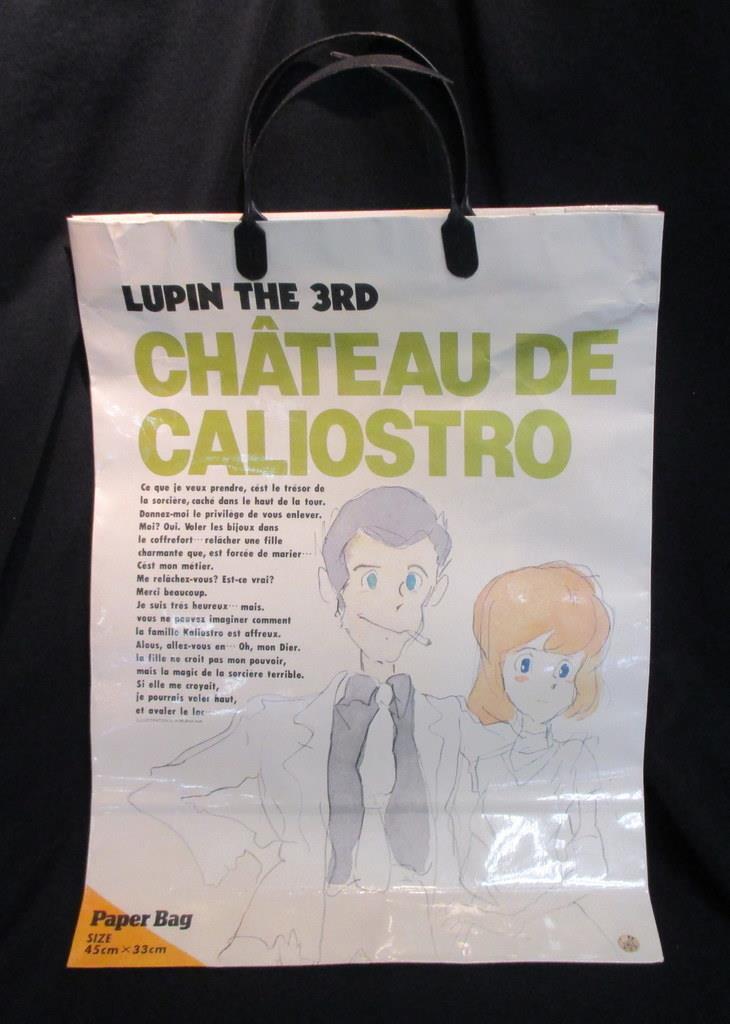 LUPIN THE 3RD
CHÂTEAU DE
CALIOSTRO
Ce que je veux prendre, cést le trésor de
la sorcière, caché dans le haut de la tour.
Donnez-moi le privilége de vous enlever.
Moi? Oui. Voler les bijoux dans
le coffrefort… relâcher une fille
charmante que, est forcée de marier…
Cést mon métier.
Me relâchez-vous? Est-ce vrai?
Merci beaucoup.
Je suis trés heureux… mais.
vous ne pouvez imaginer comment
la famille Kaliostro est affreux.
Alous, allez-vous en… Oh, mon Dier.
la fille ne croit pas mon pouvoir,
mais la magic de la sorcière terrible.
Si elle me croyait,
je pourrais voler haut,
et avaler le
Paper Bag
SIZE
45cm×33cm